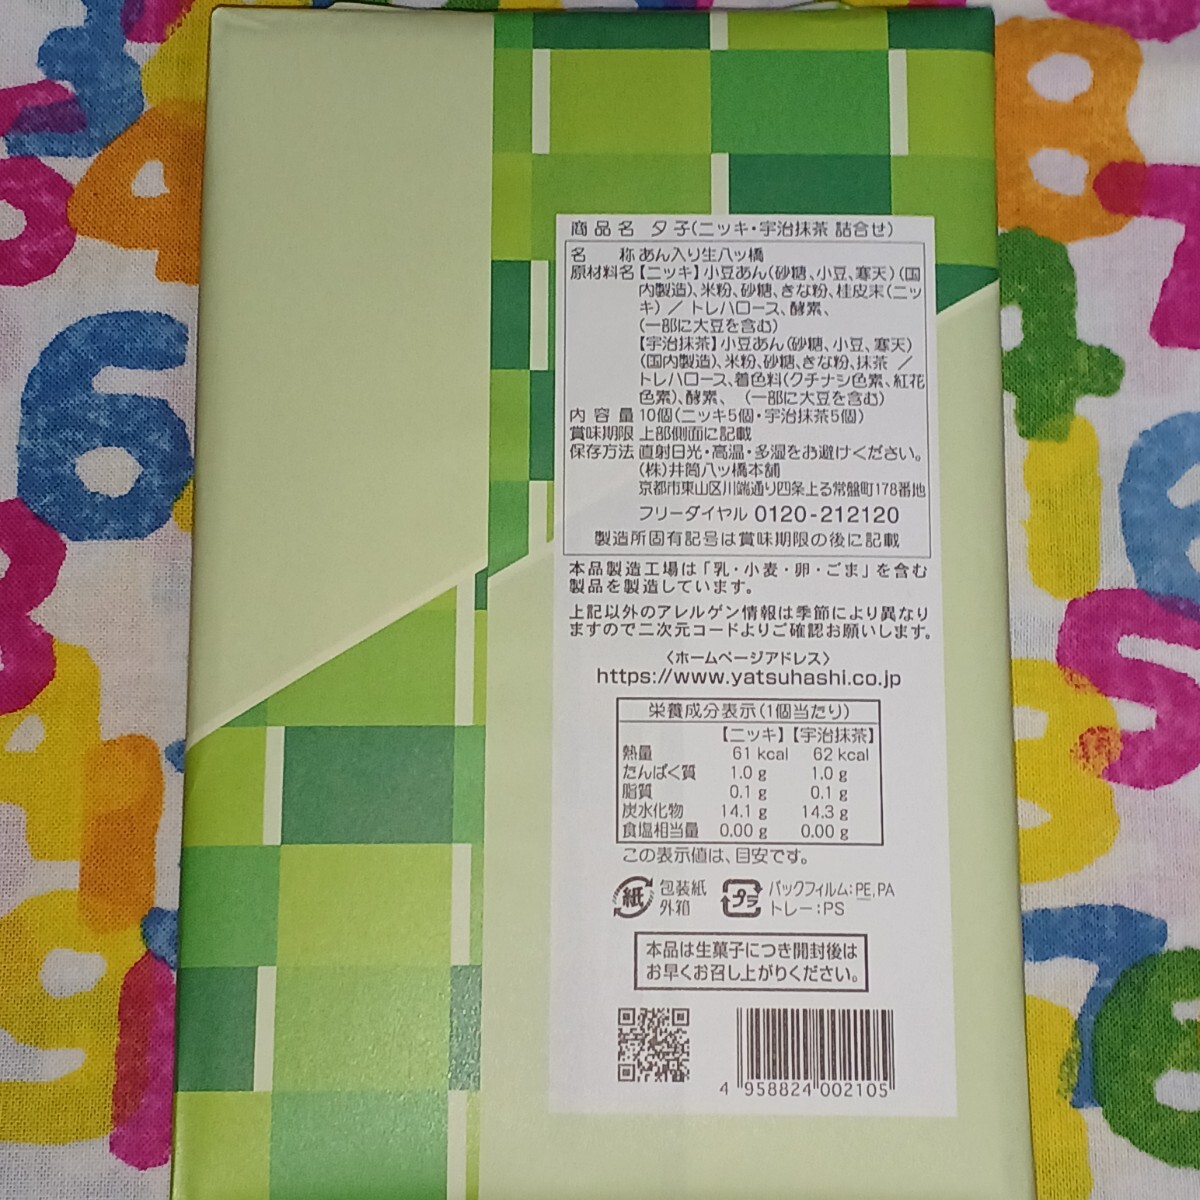 商品名 夕子(ニッキ・宇治抹茶 詰合せ)
名称 あん入り生八ッ橋
原材料名【ニッキ】小豆あん(砂糖、小豆、寒天)(国
内製造)、米粉、砂糖、きな粉、桂皮末(ニッ
キ) ／ トレハロース、酵素、
(一部に大豆を含む)
【宇治抹茶】小豆あん(砂糖、小豆、寒天)
(国内製造)、米粉、砂糖、きな粉、抹茶 ／
トレハロース、着色料(クチナシ色素、紅花
色素)、酵素、 (一部に大豆を含む)
内容量 10個(ニッキ5個・宇治抹茶5個)
賞味期限 上部側面に記載
保存方法 直射日光・高温・多湿をお避けください。
(株)井筒八ッ橋本舗
京都市東山区川端通り四条上る常盤町178番地
フリーダイヤル 0120-212120
製造所固有記号は賞味期限の後に記載
本品製造工場は「乳・小麦・卵・ごま」を含む
製品を製造しています。
上記以外のアレルゲン情報は季節により異なり
ますので二次元コードよりご確認お願いします。
〈ホームページアドレス〉
https://www.yatsuhashi.co.jp
栄養成分表示(1個当たり)
【ニッキ】【宇治抹茶】
熱量 61 kcal 62 kcal
たんぱく質 1.0 g 1.0 g
脂質 0.1 g 0.1 g
炭水化物 14.1 g 14.3 g
食塩相当量 0.00 g 0.00 g
この表示値は、目安です。
紙 包装紙 外箱
プラ パックフィルム:PE,PA
トレー:PS
本品は生菓子につき開封後は
お早くお召し上がりください。
4 958824 002105